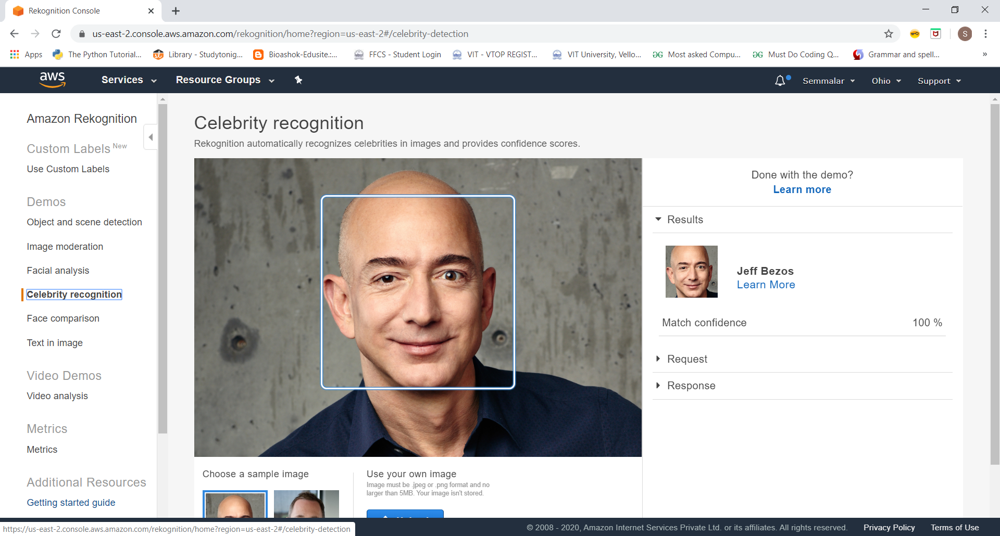 Rekognition Console
us-east-2.console.aws.amazon.com/rekognition/home?region=us-east-2#/celebrity-detection
S
Apps The Python Tutorial... Library - Studytonig... Bioashok-Edusite:... FFCS - Student Login VIT - VTOP REGIST... VIT University, Vello... Most asked Compu... Must Do Coding Q... Grammar and spell... »
aws Services Resource Groups Semmalar Ohio Support
Amazon Rekognition
Custom Labels New
Use Custom Labels
Demos
Object and scene detection
Image moderation
Facial analysis
Celebrity recognition
Face comparison
Text in image
Video Demos
Video analysis
Metrics
Metrics
Additional Resources
Getting started guide
Celebrity recognition
Rekognition automatically recognizes celebrities in images and provides confidence scores.
Done with the demo?
Learn more
Results
Jeff Bezos
Learn More
Match confidence 100 %
Request
Response
Choose a sample image
Use your own image
Image must be .jpeg or .png format and no
larger than 5MB. Your image isn't stored.
https://us-east-2.console.aws.amazon.com/rekognition/home?region=us-east-2#/celebrity-detection
© 2008 - 2020, Amazon Internet Services Private Ltd. or its affiliates. All rights reserved. Privacy Policy Terms of Use